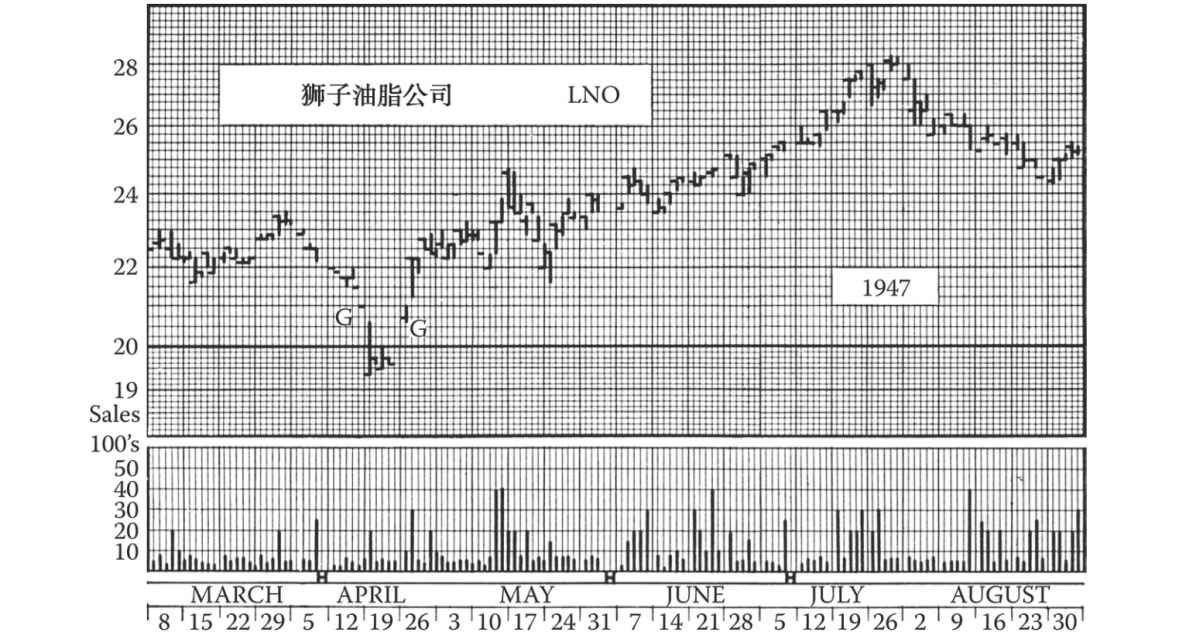 28
狮子油脂公司 LNO
26
24
22
1947
G
G
20
19
Sales
100's
50
40
30
20
10
MARCH APRIL MAY JUNE JULY AUGUST
8 15 22 29 5 12 19 26 3 10 17 24 31 7 14 21 28 5 12 19 26 2 9 16 23 30